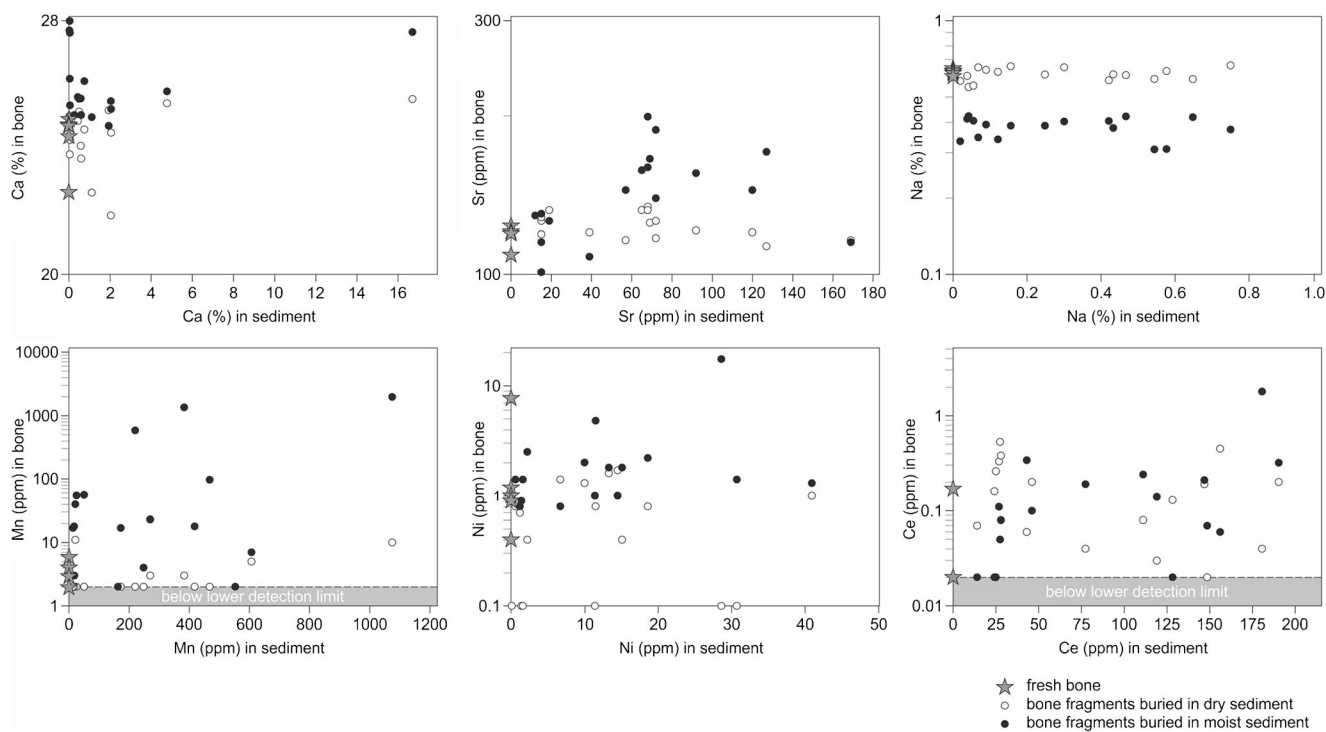 28
20
Ca (%) in bone
0 2 4 6 8 10 12 14 16
Ca (%) in sediment
300
100
Sr (ppm) in bone
0 20 40 60 80 100 120 140 160 180
Sr (ppm) in sediment
1
0.1
Na (%) in bone
0 0.2 0.4 0.6 0.8 1.0
Na (%) in sediment
10000
1000
100
10
1
Mn (ppm) in bone
below lower detection limit
0 200 400 600 800 1000 1200
Mn (ppm) in sediment
10
1
0.1
Ni (ppm) in bone
0 10 20 30 40 50
Ni (ppm) in sediment
1
0.1
0.01
Ce (ppm) in bone
below lower detection limit
0 25 50 75 100 125 150 175 200
Ce (ppm) in sediment
fresh bone
bone fragments buried in dry sediment
bone fragments buried in moist sediment